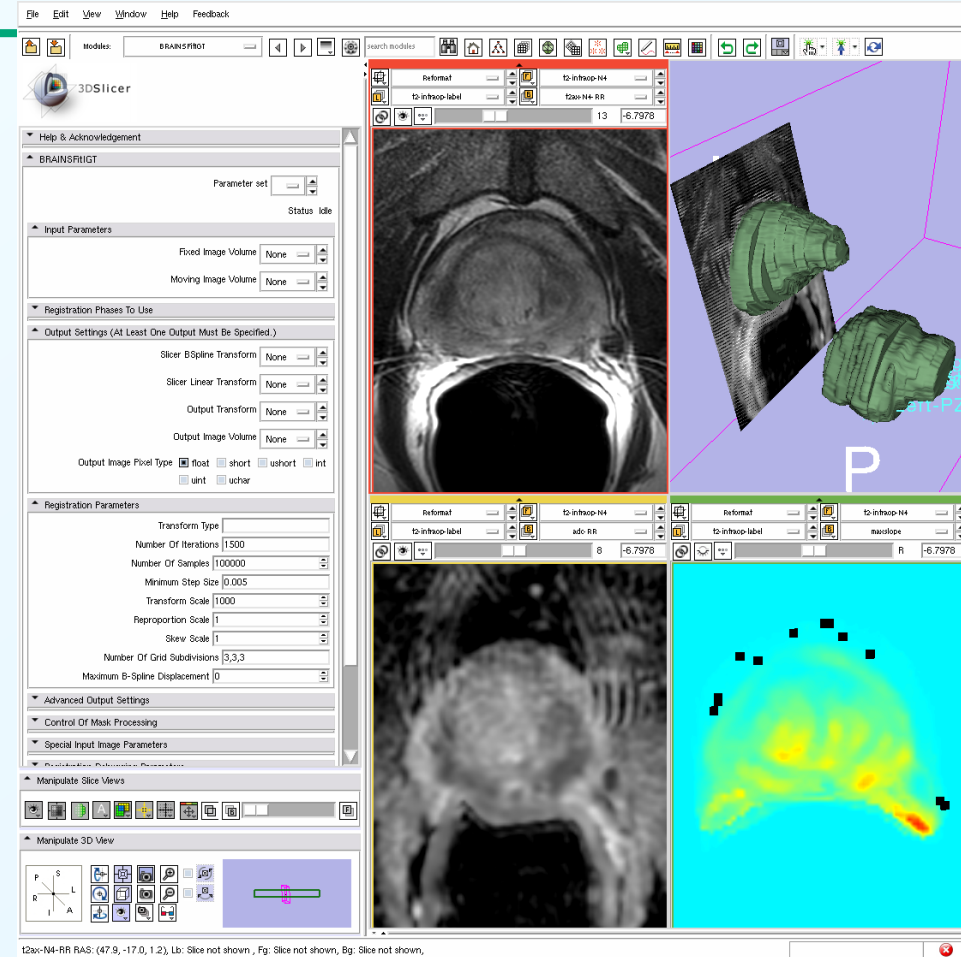 File Edit View Window Help Feedback
Modules: BRAINSFitIGT search modules
3DSlicer
Help & Acknowledgement
BRAINSFitIGT
Parameter set
Status Idle
Input Parameters
Fixed Image Volume None
Moving Image Volume None
Registration Phases To Use
Output Settings (At Least One Output Must Be Specified.)
Slicer BSpline Transform None
Slicer Linear Transform None
Output Transform None
Output Image Volume None
Output Image Pixel Type float short ushort int
uint uchar
Registration Parameters
Transform Type
Number Of Iterations 1500
Number Of Samples 100000
Minimum Step Size 0.005
Transform Scale 1000
Reproportion Scale 1
Skew Scale 1
Number Of Grid Subdivisions 3,3,3
Maximum B-Spline Displacement 0
Advanced Output Settings
Control Of Mask Processing
Special Input Image Parameters
Manipulate Slice Views
Manipulate 3D View
P S
R L
I A
Reformat t2-intraop-N4
t2-intraop-label t2ax-N4-RR
13 -6.7978
P
Reformat t2-intraop-N4
t2-intraop-label adc-RR
8 -6.7978
Reformat t2-intraop-N4
t2-intraop-label maxslope
R -6.7978
t2ax-N4-RR RAS: (47.9, -17.0, 1.2), Lb: Slice not shown , Fg: Slice not shown, Bg: Slice not shown,